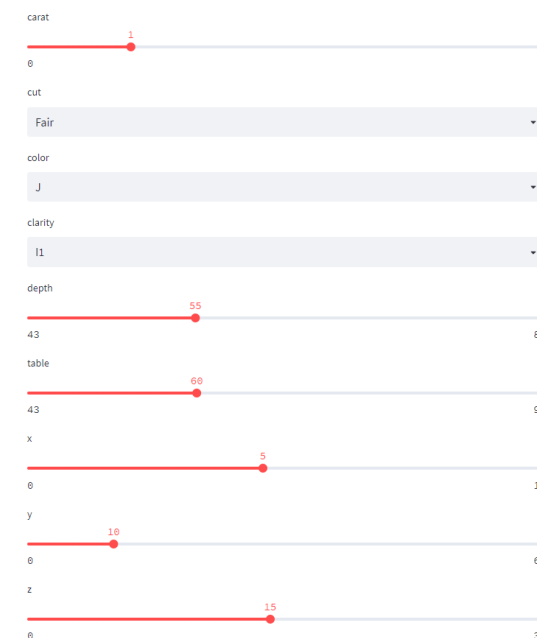 carat
1
0
cut
Fair
color
J
clarity
I1
depth
55
43
table
60
43
x
5
0
y
10
0
z
15
0